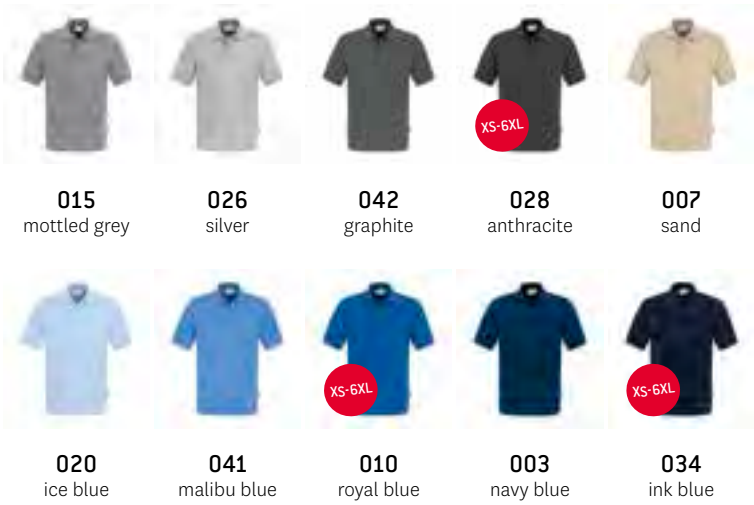 XS-6XL
015 026 042 028 007
mottled grey silver graphite anthracite sand
XS-6XL XS-6XL
020 041 010 003 034
ice blue malibu blue royal blue navy blue ink blue